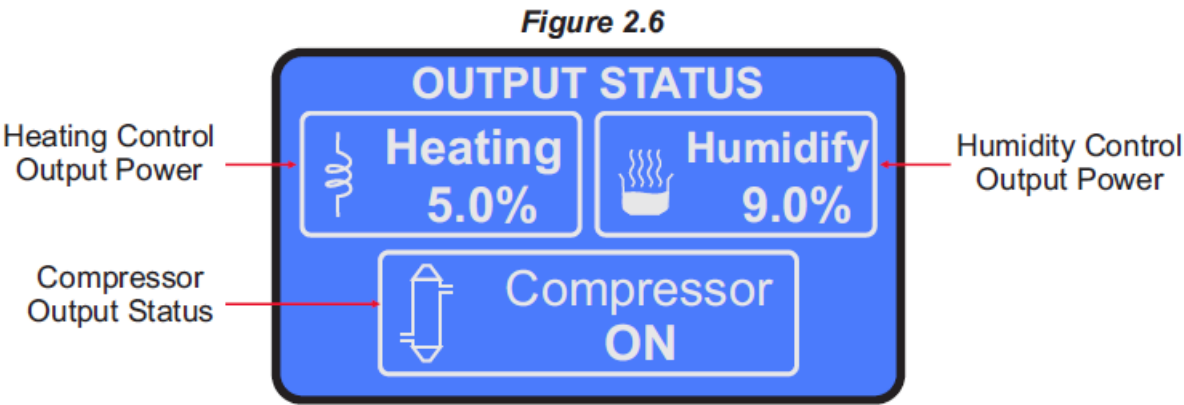 Figure 2.6
OUTPUT STATUS
Heating Control
Output Power
Heating
5.0%
Humidify
9.0%
Humidity Control
Output Power
Compressor
Output Status
Compressor
ON